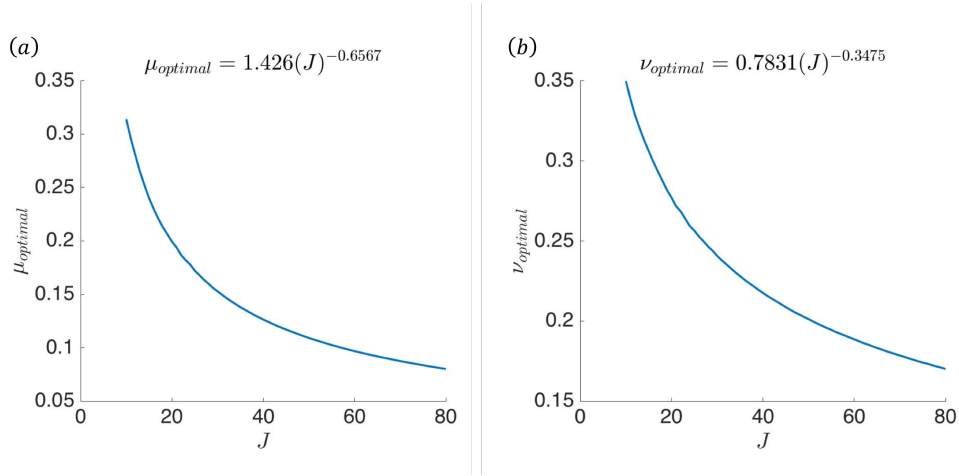 (a)
μ_optimal = 1.426(J)^−0.6567
0.35
0.3
0.25
0.2
0.15
0.1
0.05
μ_optimal
0 20 40 60 80
J
(b)
ν_optimal = 0.7831(J)^−0.3475
0.35
0.3
0.25
0.2
0.15
ν_optimal
0 20 40 60 80
J